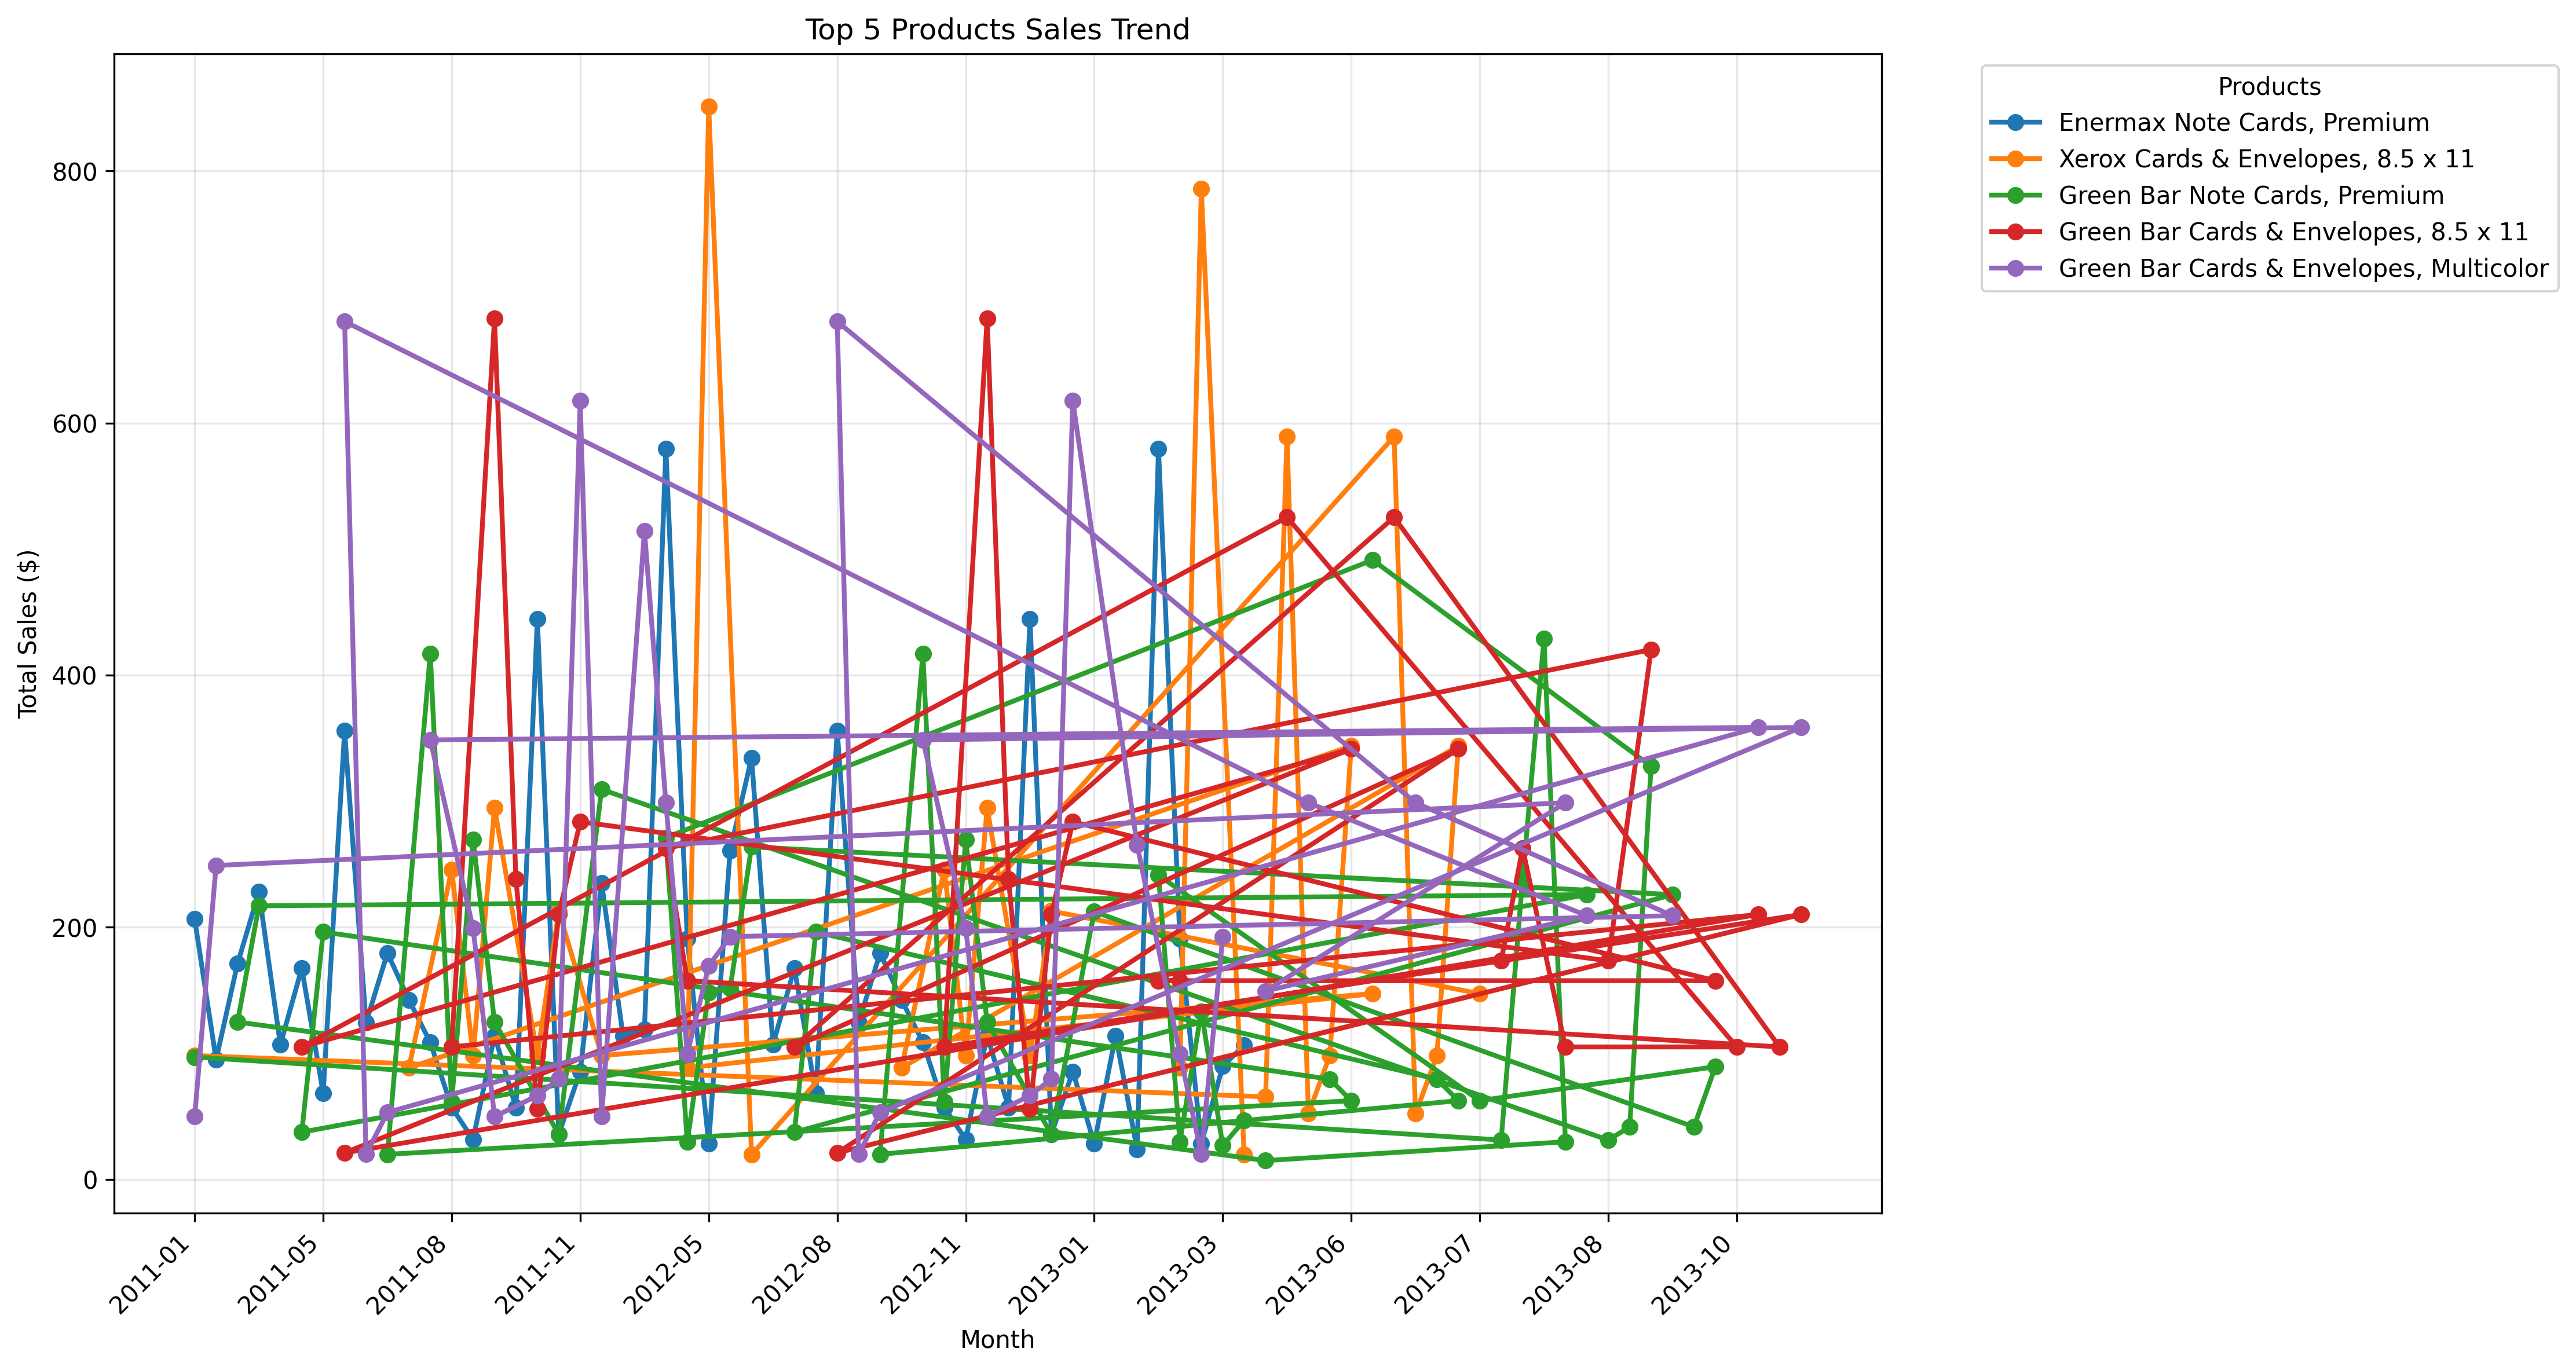 Top 5 Products Sales Trend
Products
Enermax Note Cards, Premium
Xerox Cards & Envelopes, 8.5 x 11
Green Bar Note Cards, Premium
Green Bar Cards & Envelopes, 8.5 x 11
Green Bar Cards & Envelopes, Multicolor
Total Sales ($)
800
600
400
200
0
2011-01
2011-05
2011-08
2011-11
2012-05
2012-08
2012-11
2013-01
2013-03
2013-06
2013-07
2013-08
2013-10
Month